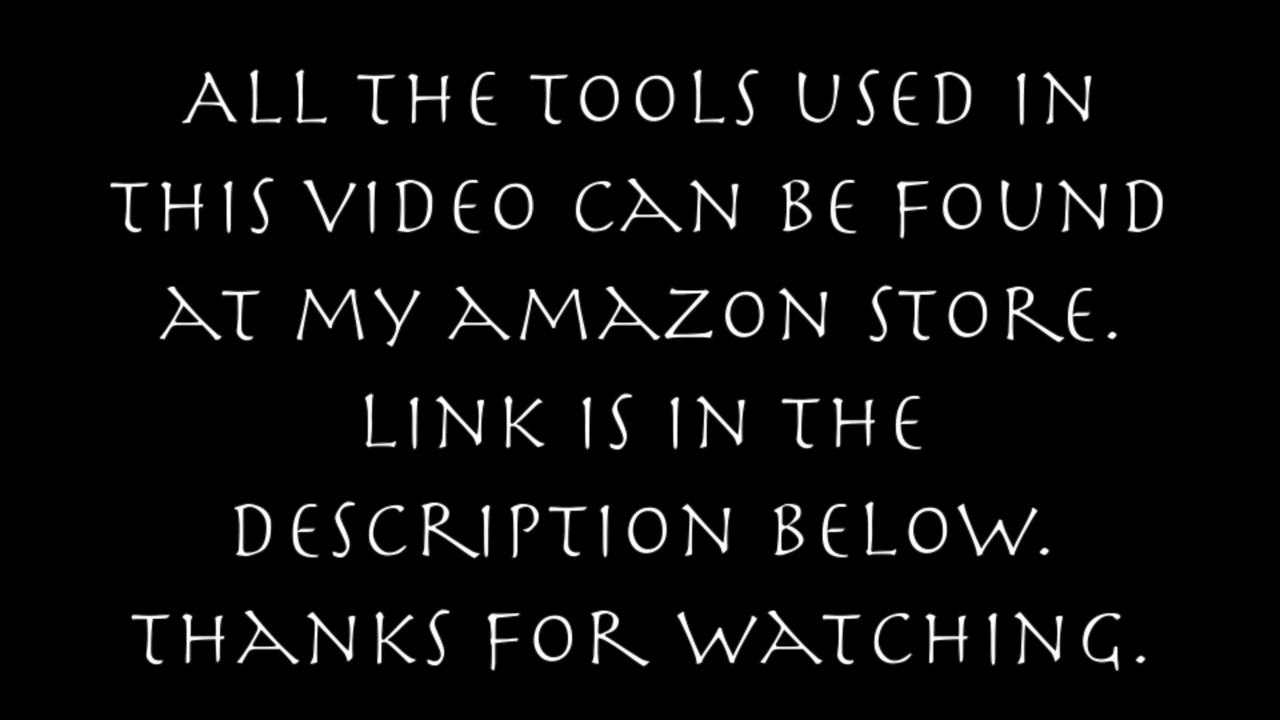 ALL THE TOOLS USED IN
THIS VIDEO CAN BE FOUND
AT MY AMAZON STORE.
LINK IS IN THE
DESCRIPTION BELOW.
THANKS FOR WATCHING.